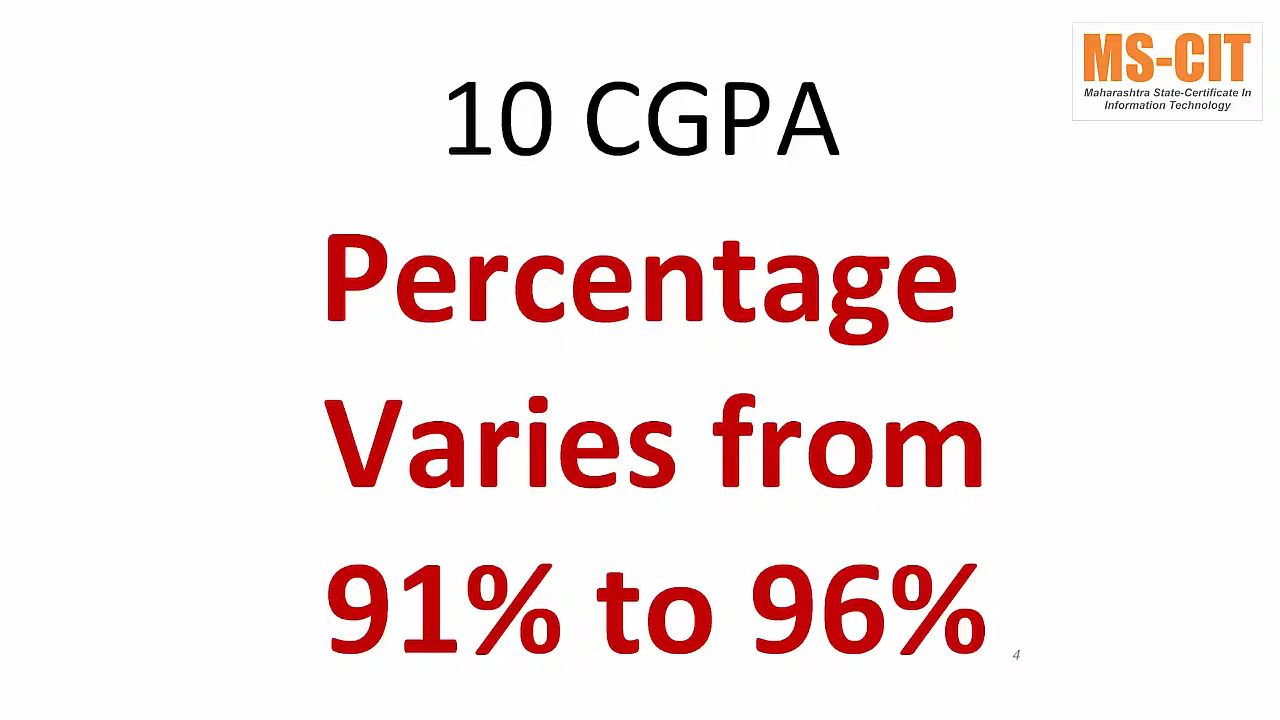 MS-CIT
Maharashtra State-Certificate In
Information Technology
10 CGPA
Percentage
Varies from
91% to 96%
4